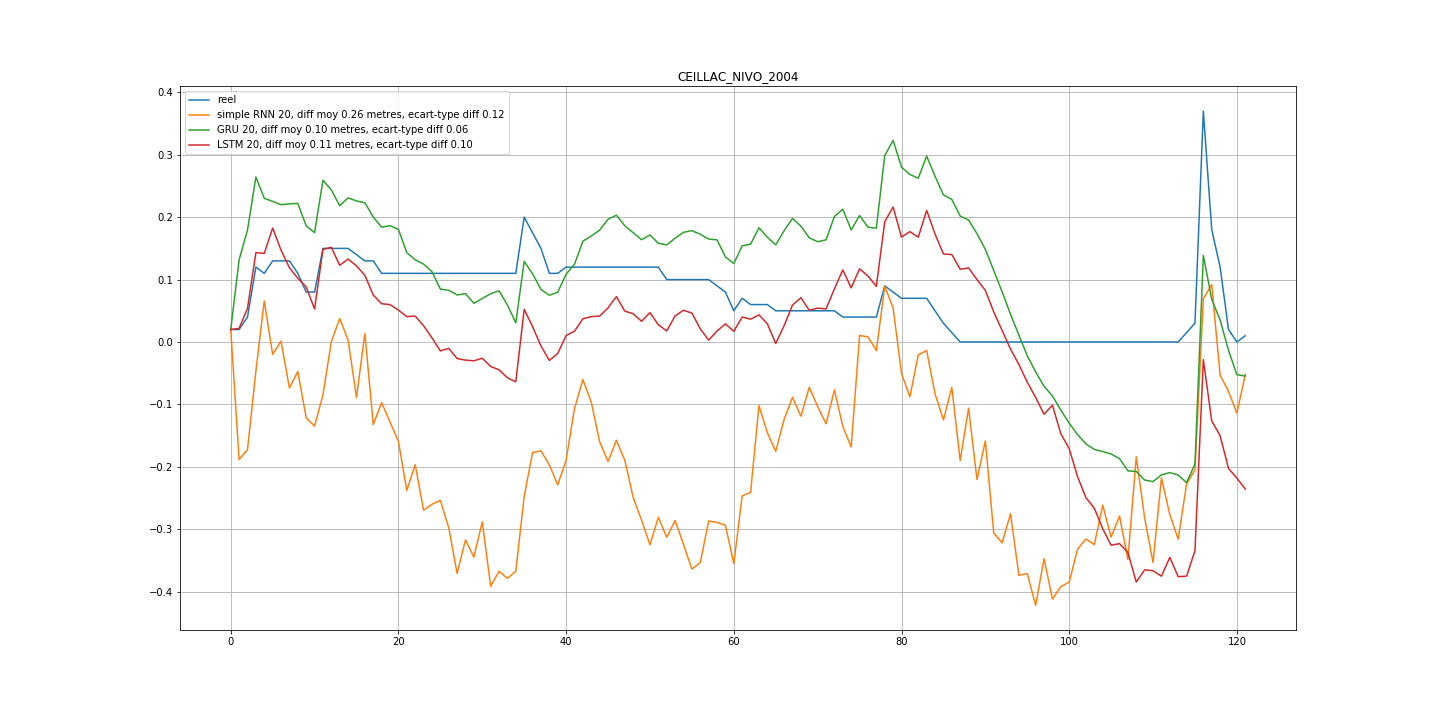 CEILLAC_NIVO_2004
reel
simple RNN 20, diff moy 0.26 metres, ecart-type diff 0.12
GRU 20, diff moy 0.10 metres, ecart-type diff 0.06
LSTM 20, diff moy 0.11 metres, ecart-type diff 0.10
0.4
0.3
0.2
0.1
0.0
−0.1
−0.2
−0.3
−0.4
0 20 40 60 80 100 120